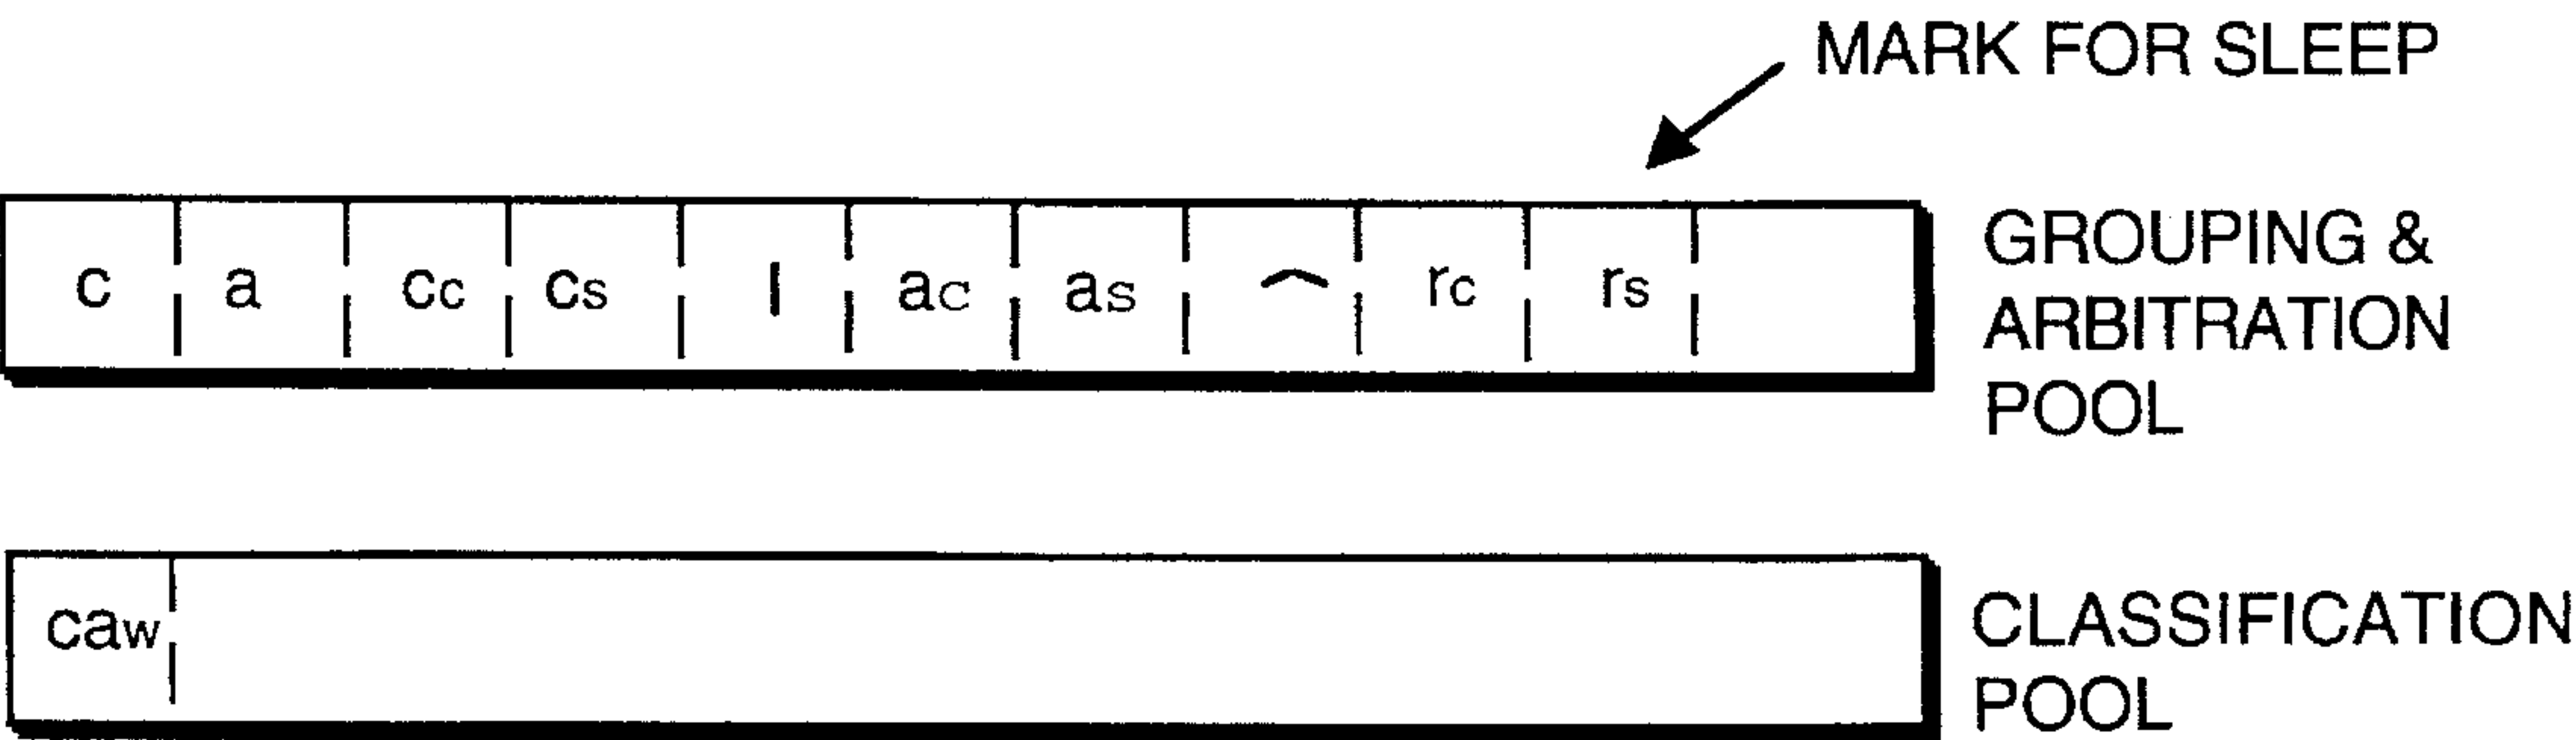 MARK FOR SLEEP
c a cc cs ı ac as ⌢ rc rs
GROUPING &
ARBITRATION
POOL
caw
CLASSIFICATION
POOL